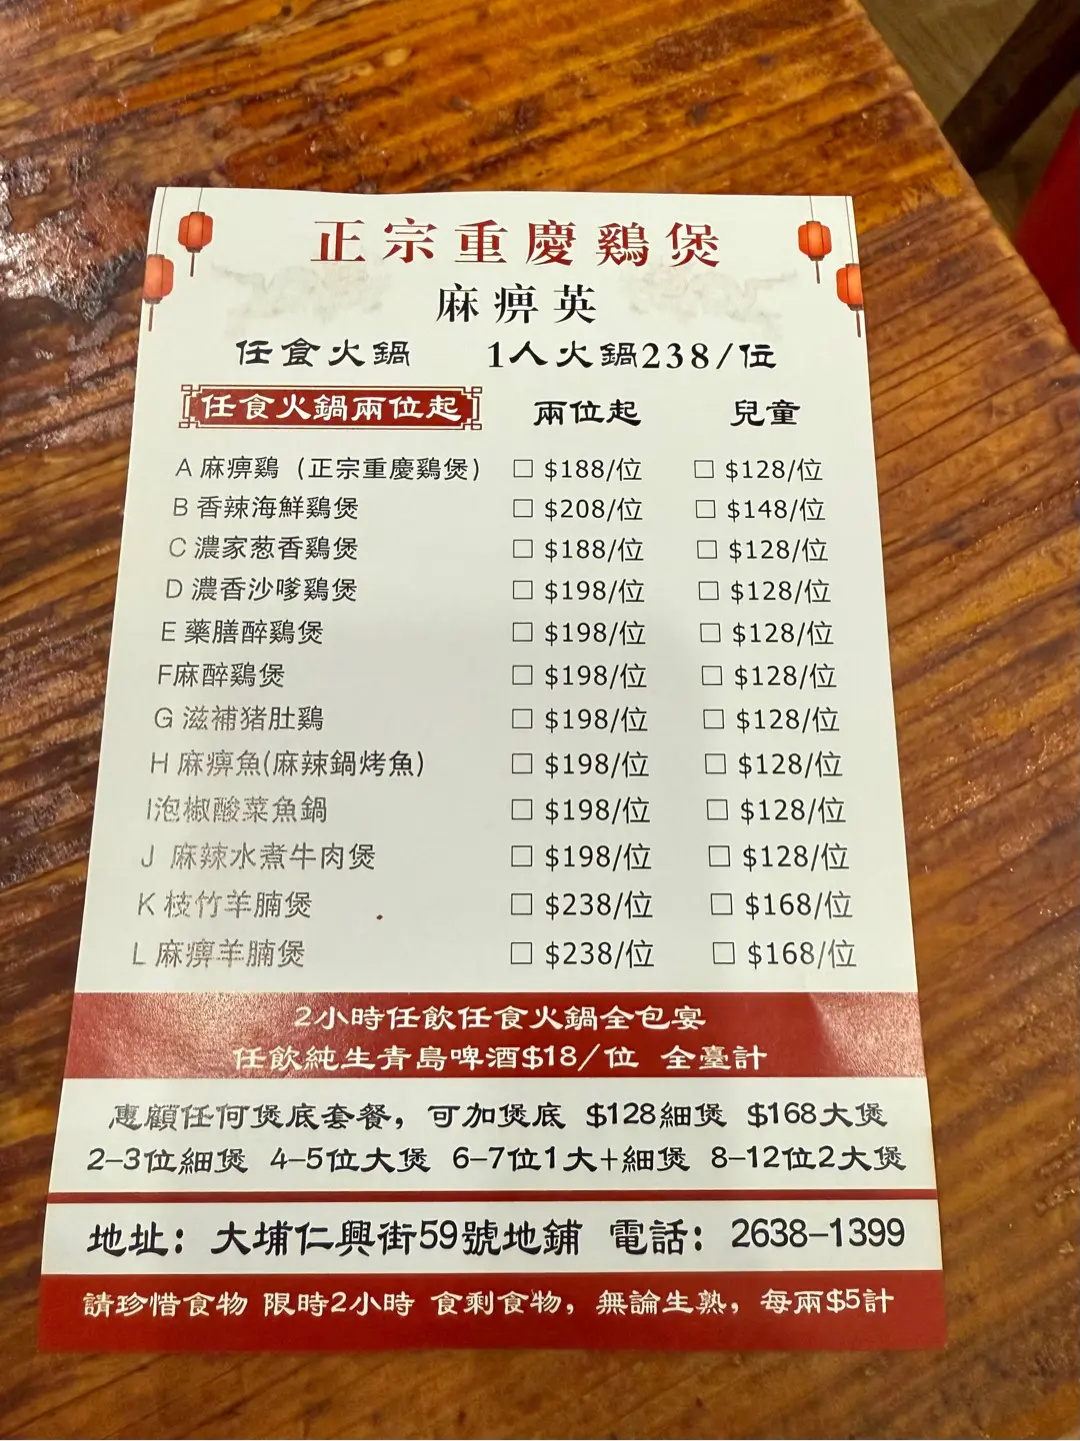 正宗重慶鷄煲
麻痹英
任食火鍋 1人火鍋238/位
任食火鍋兩位起 兩位起 兒童
A 麻痹鷄（正宗重慶鷄煲） □ $188/位 □ $128/位
B 香辣海鮮鷄煲 □ $208/位 □ $148/位
C 濃家葱香鷄煲 □ $188/位 □ $128/位
D 濃香沙嗲鷄煲 □ $198/位 □ $128/位
E 藥膳醉鷄煲 □ $198/位 □ $128/位
F麻醉鷄煲 □ $198/位 □ $128/位
G 滋補猪肚鷄 □ $198/位 □ $128/位
H 麻痹魚(麻辣鍋烤魚) □ $198/位 □ $128/位
I泡椒酸菜魚鍋 □ $198/位 □ $128/位
J 麻辣水煮牛肉煲 □ $198/位 □ $128/位
K 枝竹羊腩煲 □ $238/位 □ $168/位
L 麻痹羊腩煲 □ $238/位 □ $168/位
2小時任飲任食火鍋全包宴
任飲純生青島啤酒$18/位 全臺計
惠顧任何煲底套餐，可加煲底 $128細煲 $168大煲
2–3位細煲 4–5位大煲 6–7位1大+細煲 8–12位2大煲
地址：大埔仁興街59號地鋪 電話：2638–1399
請珍惜食物 限時2小時 食剩食物，無論生熟，每兩$5計